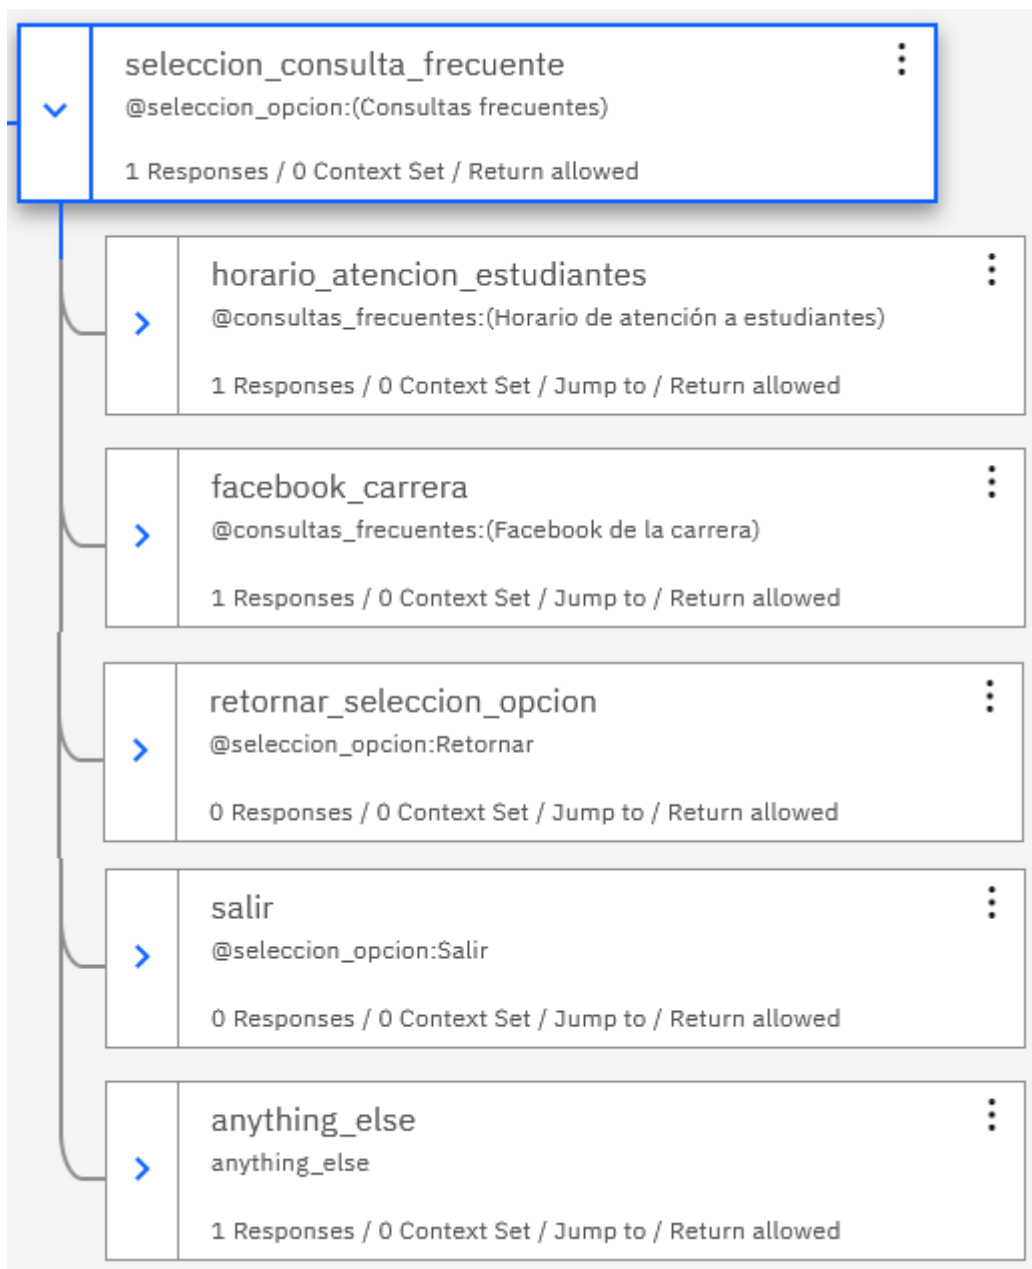 seleccion_consulta_frecuente
@seleccion_opcion:(Consultas frecuentes)
1 Responses / 0 Context Set / Return allowed
horario_atencion_estudiantes
@consultas_frecuentes:(Horario de atención a estudiantes)
1 Responses / 0 Context Set / Jump to / Return allowed
facebook_carrera
@consultas_frecuentes:(Facebook de la carrera)
1 Responses / 0 Context Set / Jump to / Return allowed
retornar_seleccion_opcion
@seleccion_opcion:Retornar
0 Responses / 0 Context Set / Jump to / Return allowed
salir
@seleccion_opcion:Salir
0 Responses / 0 Context Set / Jump to / Return allowed
anything_else
anything_else
1 Responses / 0 Context Set / Jump to / Return allowed